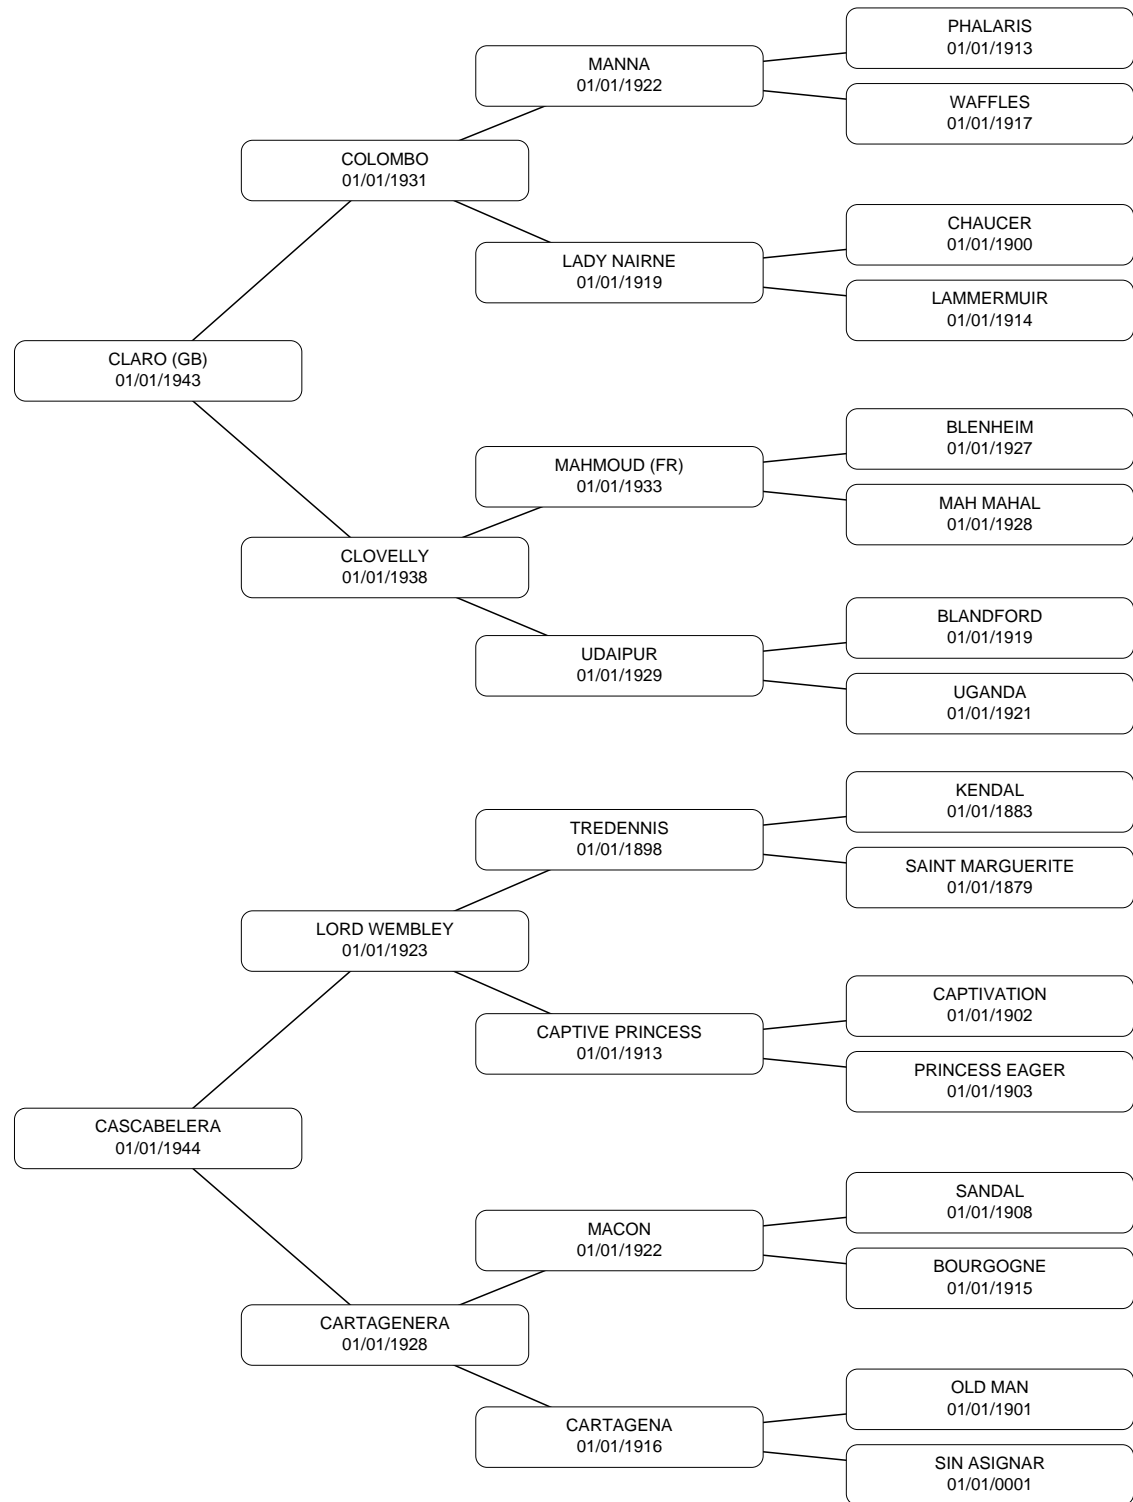 PHALARIS
01/01/1913
MANNA
01/01/1922
WAFFLES
01/01/1917
COLOMBO
01/01/1931
CHAUCER
01/01/1900
LADY NAIRNE
01/01/1919
LAMMERMUIR
01/01/1914
CLARO (GB)
01/01/1943
BLENHEIM
01/01/1927
MAHMOUD (FR)
01/01/1933
MAH MAHAL
01/01/1928
CLOVELLY
01/01/1938
BLANDFORD
01/01/1919
UDAIPUR
01/01/1929
UGANDA
01/01/1921
KENDAL
01/01/1883
TREDENNIS
01/01/1898
SAINT MARGUERITE
01/01/1879
LORD WEMBLEY
01/01/1923
CAPTIVATION
01/01/1902
CAPTIVE PRINCESS
01/01/1913
PRINCESS EAGER
01/01/1903
CASCABELERA
01/01/1944
SANDAL
01/01/1908
MACON
01/01/1922
BOURGOGNE
01/01/1915
CARTAGENERA
01/01/1928
OLD MAN
01/01/1901
CARTAGENA
01/01/1916
SIN ASIGNAR
01/01/0001